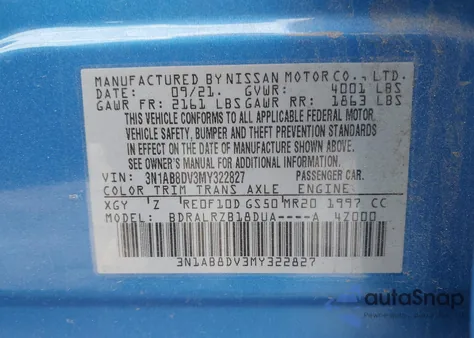 MANUFACTURED BY NISSAN MOTOR CO., LTD.
DATE: 09/21. GVWR: 4001 LBS
GAWR FR: 2161 LBS GAWR RR: 1863 LBS
THIS VEHICLE CONFORMS TO ALL APPLICABLE FEDERAL MOTOR
VEHICLE SAFETY, BUMPER AND THEFT PREVENTION STANDARDS
IN EFFECT ON THE DATE OF MANUFACTURE SHOWN ABOVE.
SEE OWNER'S MANUAL FOR ADDITIONAL INFORMATION.
VIN: 3N1AB8DV3MY322827 PASSENGER CAR.
COLOR TRIM TRANS AXLE ENGINE
XGY Z RE0F10D GS50 MR20 1997 CC
MODEL: BDRALRZB18DUA----A 4Z000
3N1AB8DV3MY322827
autoSnap